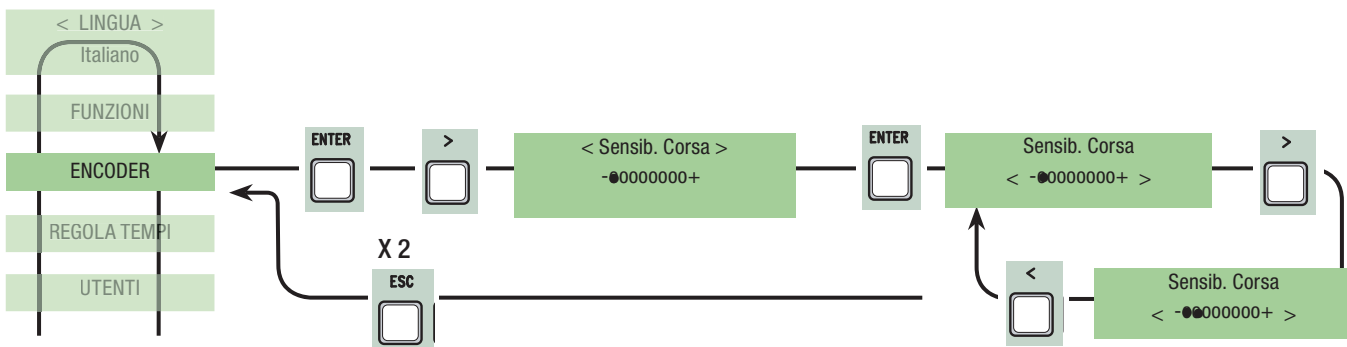 < LINGUA >
Italiano
FUNZIONI
ENCODER
REGOLA TEMPI
UTENTI
ENTER
>
< Sensib. Corsa >
-●0000000+
ENTER
Sensib. Corsa
< -●0000000+ >
>
X 2
ESC
<
Sensib. Corsa
< -●●000000+ >